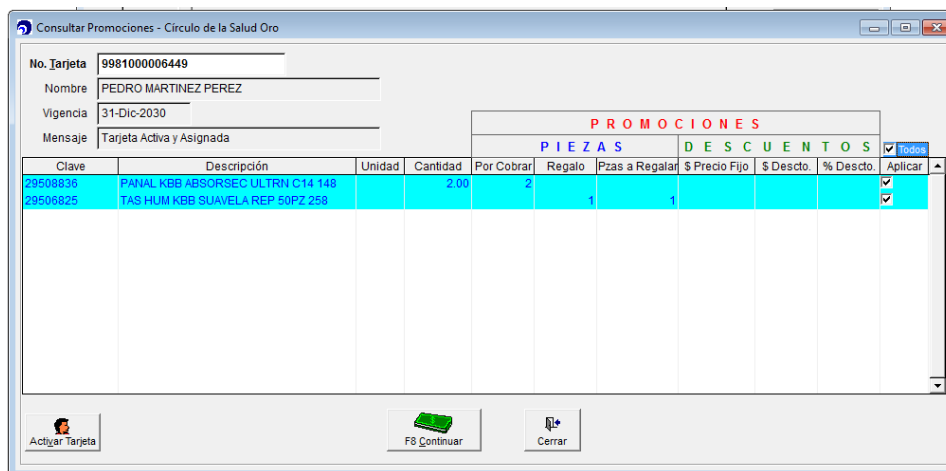 Consultar Promociones - Círculo de la Salud Oro
No. Tarjeta 9981000006449
Nombre PEDRO MARTINEZ PEREZ
Vigencia 31-Dic-2030
Mensaje Tarjeta Activa y Asignada
PROMOCIONES
PIEZAS DESCUENTOS Todos
Clave Descripción Unidad Cantidad Por Cobrar Regalo Pzas a Regalar $ Precio Fijo $ Descto. % Descto. Aplicar
29508836 PANAL KBB ABSORSEC ULTRN C14 148 2.00 2
29506825 TAS HUM KBB SUAVELA REP 50PZ 258 1 1
Activar Tarjeta F8 Continuar Cerrar